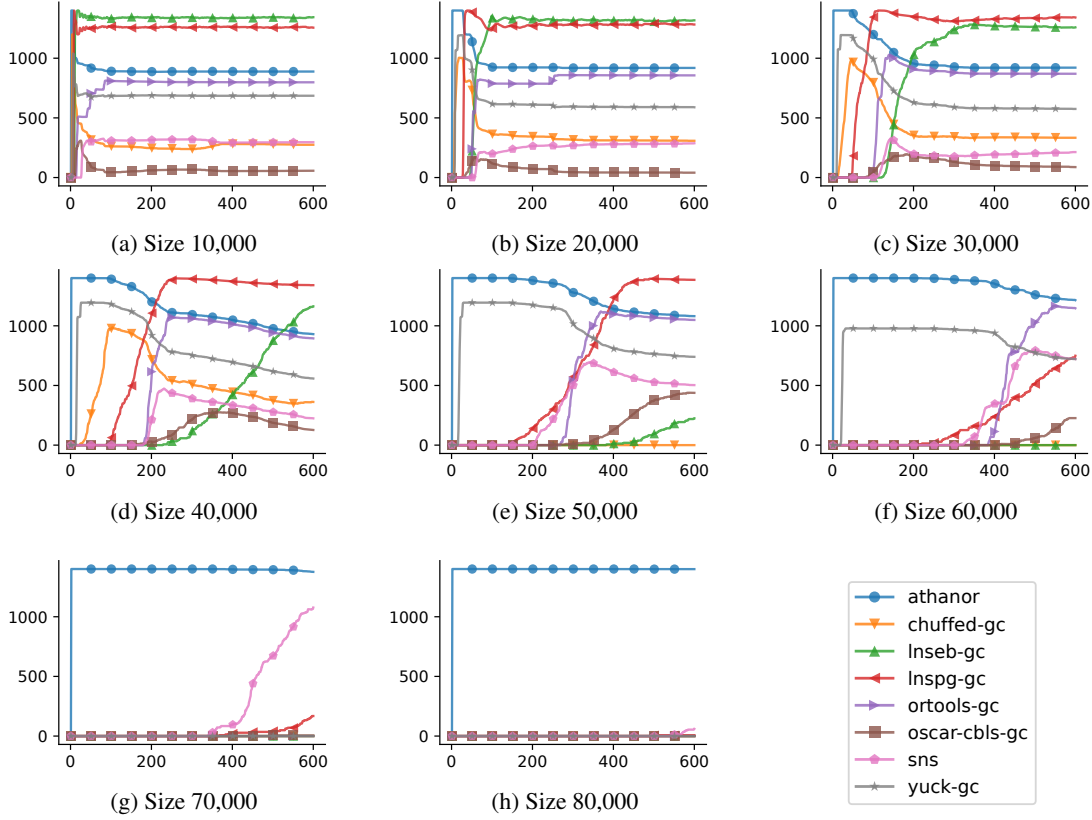 1000
500
0
0 200 400 600
(a) Size 10,000
1000
500
0
0 200 400 600
(b) Size 20,000
1000
500
0
0 200 400 600
(c) Size 30,000
1000
500
0
0 200 400 600
(d) Size 40,000
1000
500
0
0 200 400 600
(e) Size 50,000
1000
500
0
0 200 400 600
(f) Size 60,000
1000
500
0
0 200 400 600
(g) Size 70,000
1000
500
0
0 200 400 600
(h) Size 80,000
athanor
chuffed-gc
lnseb-gc
lnspg-gc
ortools-gc
oscar-cbls-gc
sns
yuck-gc